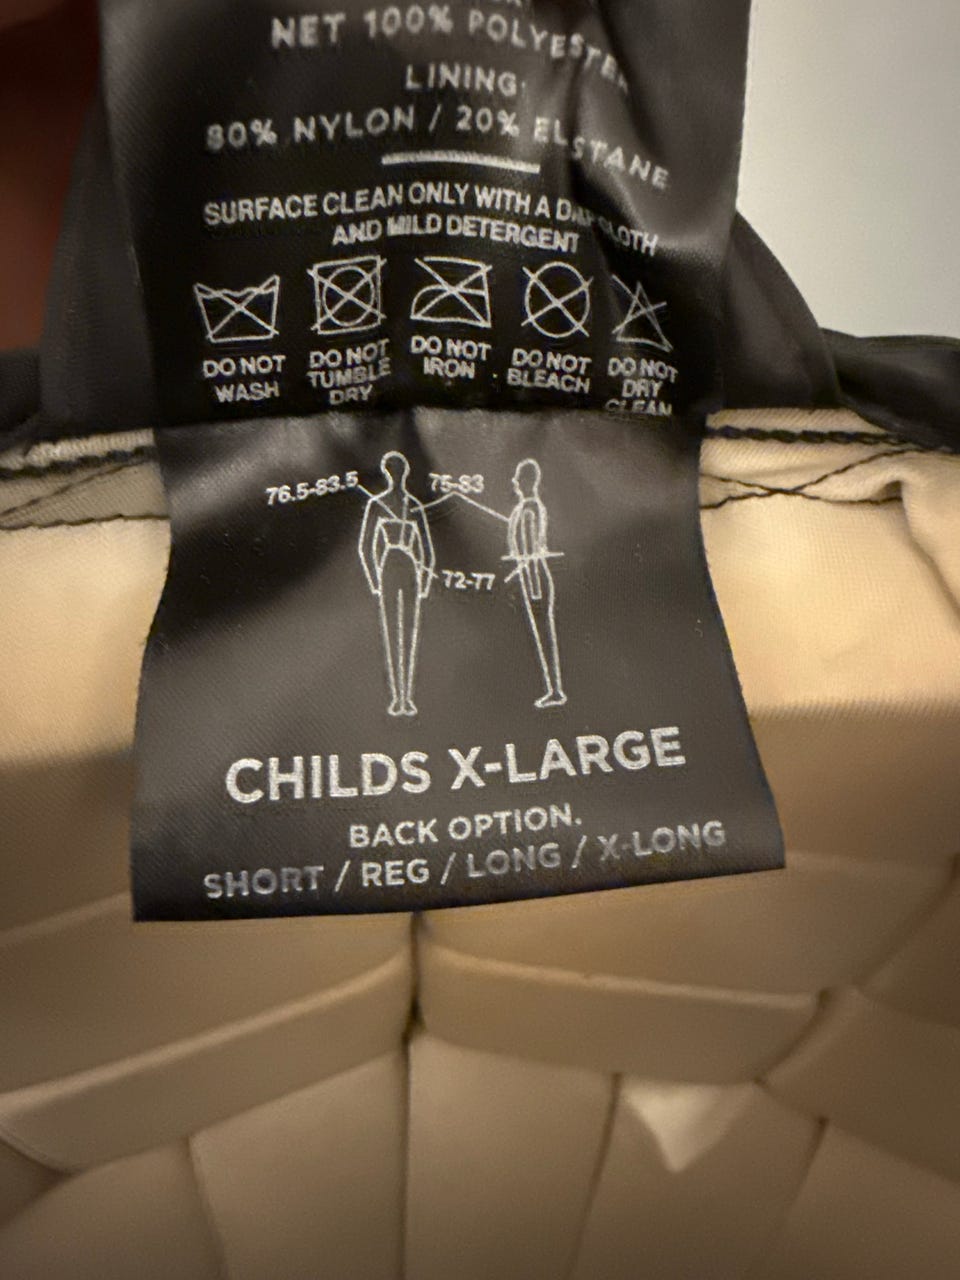 NET 100% POLYESTER
LINING:
80% NYLON / 20% ELSTANE
SURFACE CLEAN ONLY WITH A DAMP CLOTH
AND MILD DETERGENT
DO NOT WASH
DO NOT TUMBLE DRY
DO NOT IRON
DO NOT BLEACH
DO NOT DRY CLEAN
76.5-83.5
75-83
72-77
CHILDS X-LARGE
BACK OPTION.
SHORT / REG / LONG / X-LONG